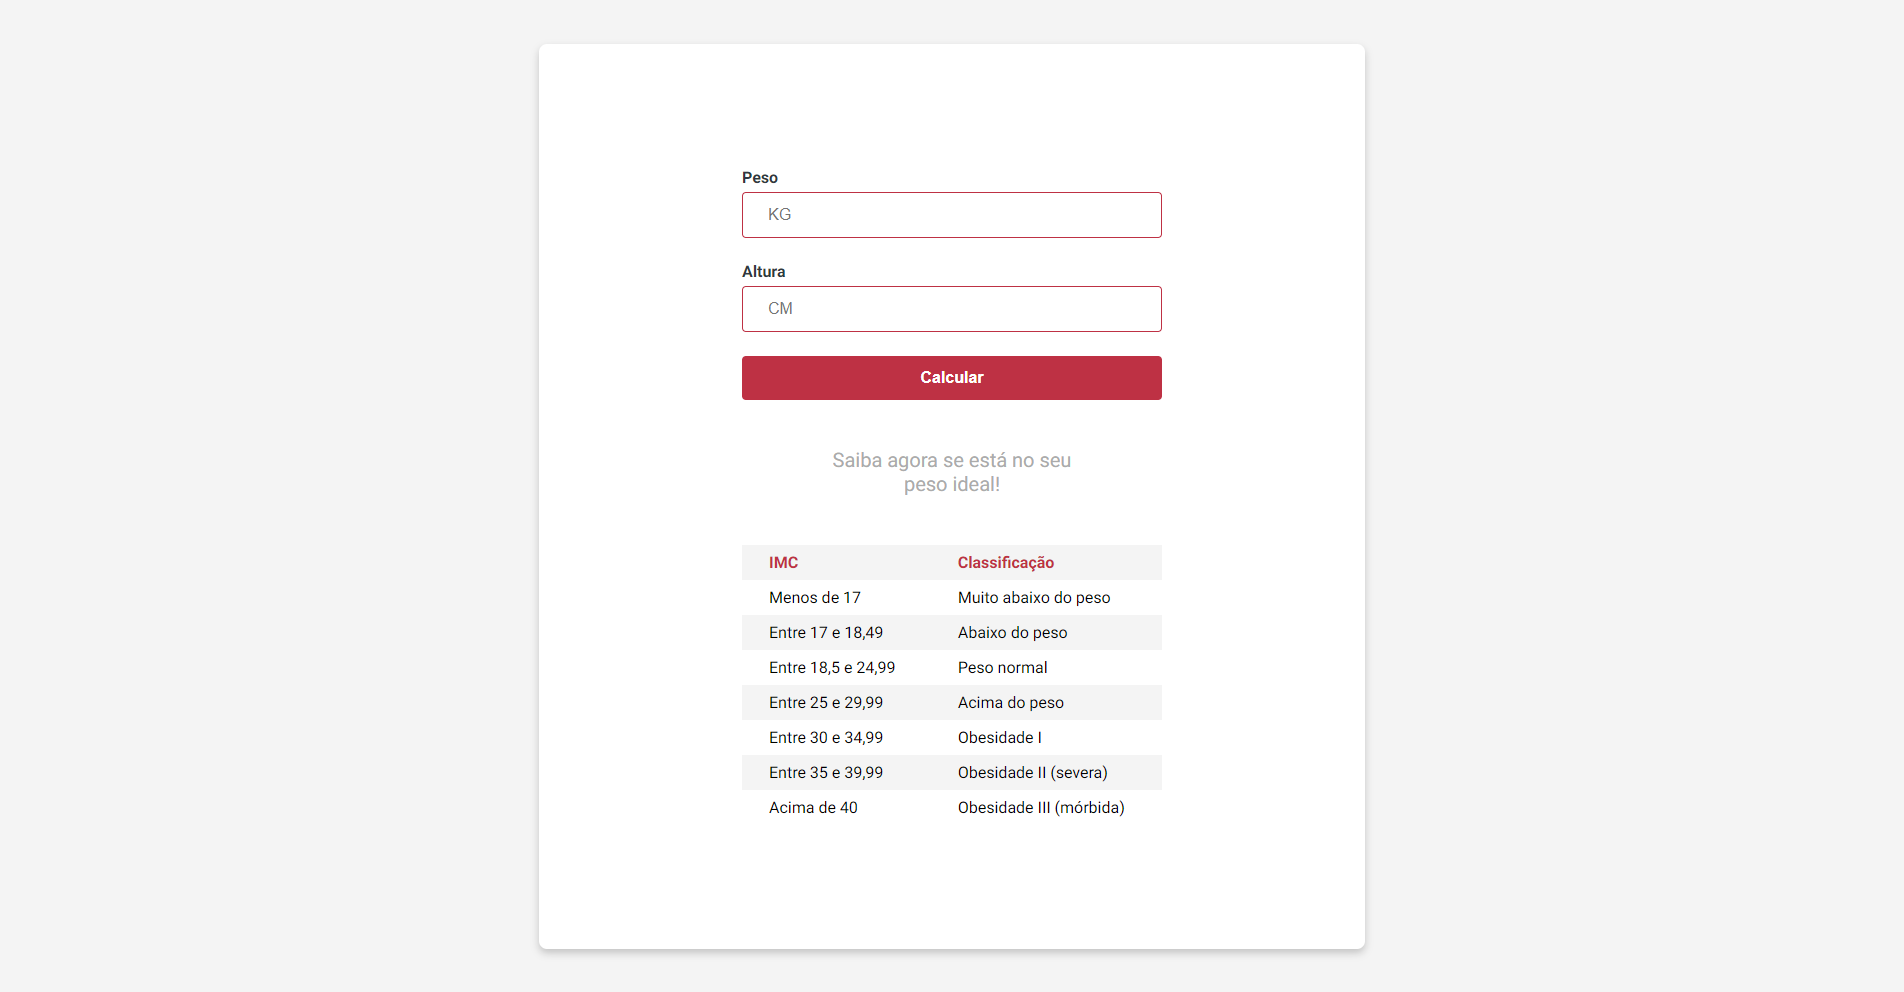 Peso
KG
Altura
CM
Calcular
Saiba agora se está no seu
peso ideal!
IMC Classificação
Menos de 17 Muito abaixo do peso
Entre 17 e 18,49 Abaixo do peso
Entre 18,5 e 24,99 Peso normal
Entre 25 e 29,99 Acima do peso
Entre 30 e 34,99 Obesidade I
Entre 35 e 39,99 Obesidade II (severa)
Acima de 40 Obesidade III (mórbida)